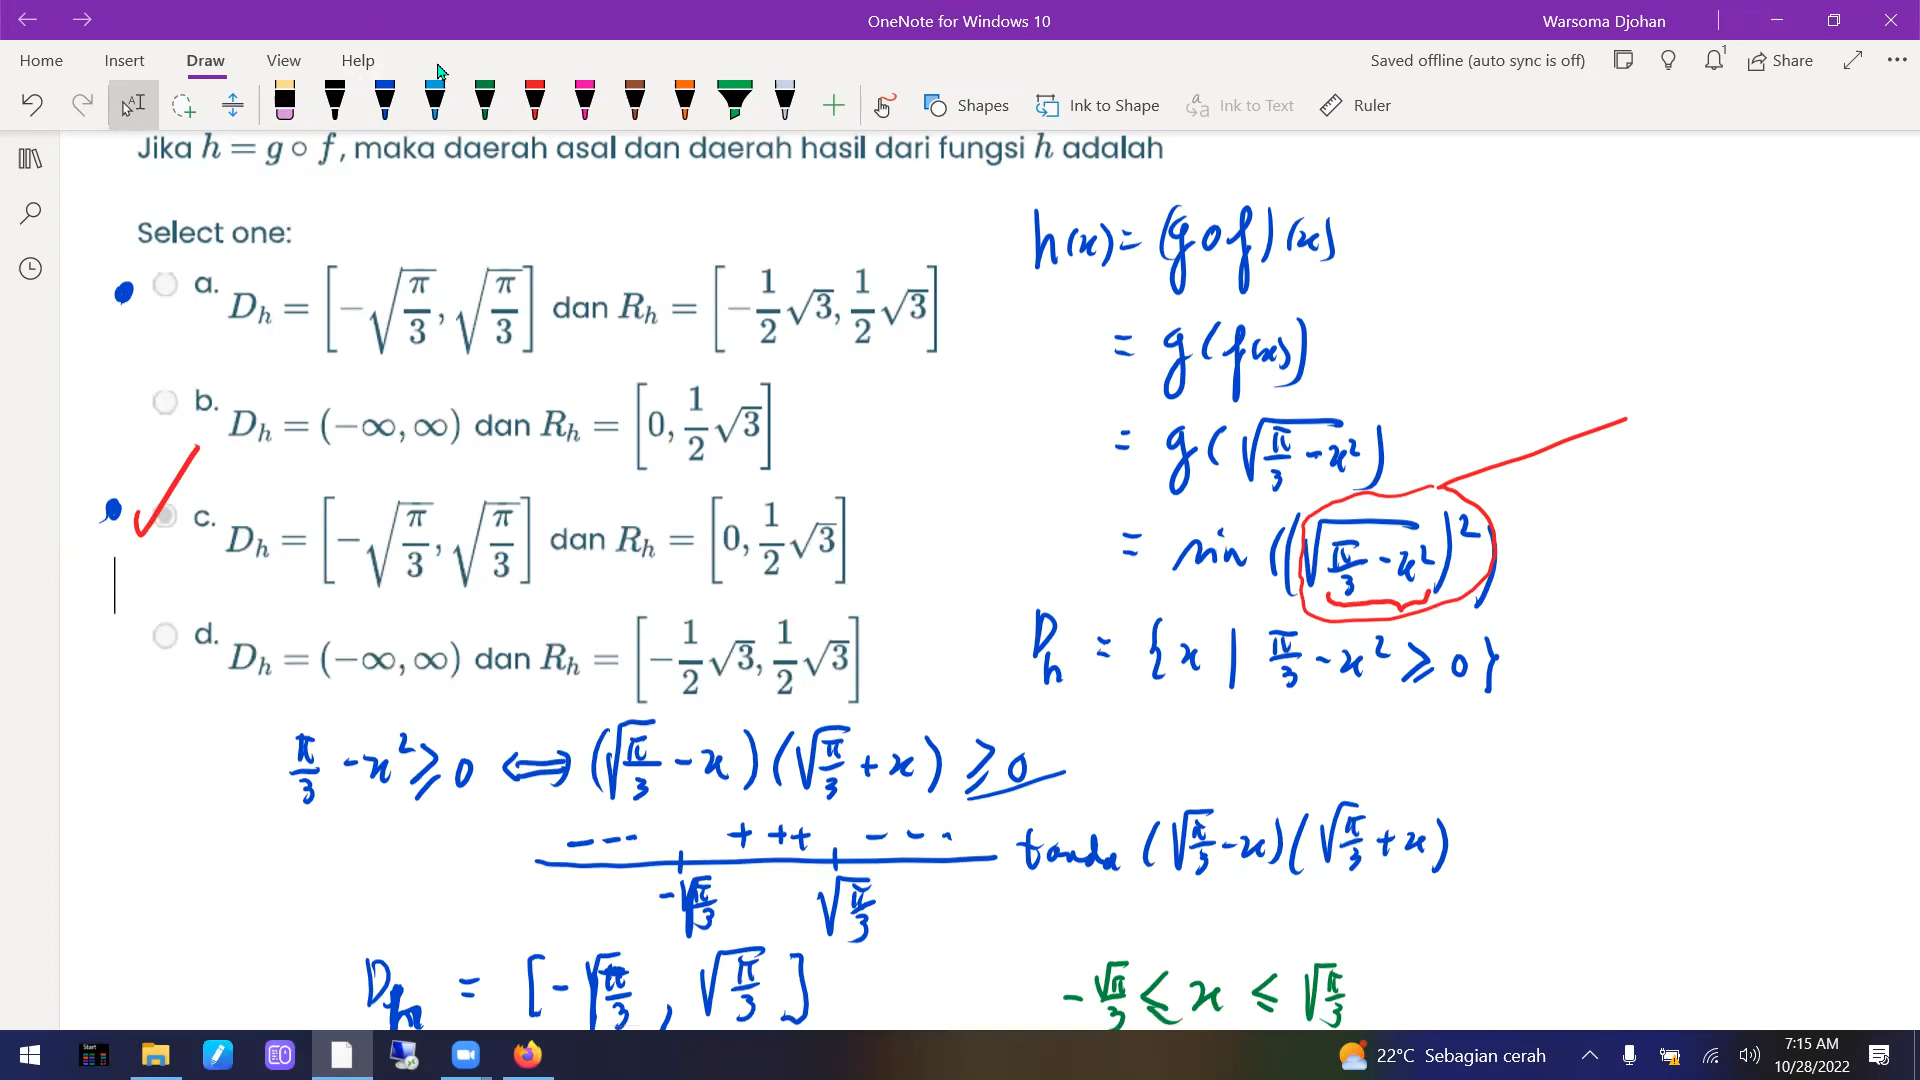 OneNote for Windows 10
Warsoma Djohan
Home Insert Draw View Help
Saved offline (auto sync is off) 1 Share
Shapes Ink to Shape Ink to Text Ruler
Jika h = g ∘ f, maka daerah asal dan daerah hasil dari fungsi h adalah
Select one:
a. D_h = [−√(π/3), √(π/3)] dan R_h = [−1/2 √3, 1/2 √3]
b. D_h = (−∞, ∞) dan R_h = [0, 1/2 √3]
c. D_h = [−√(π/3), √(π/3)] dan R_h = [0, 1/2 √3]
d. D_h = (−∞, ∞) dan R_h = [−1/2 √3, 1/2 √3]
h(x) = (g∘f)(x)
= g(f(x))
= g(√(π/3 − x²))
= sin((√(π/3 − x²))²)
D_h = {x | π/3 − x² ≥ 0}
π/3 − x² ≥ 0 ⟺ (√(π/3) − x)(√(π/3) + x) ≥ 0
− − − + + + − − −
tanda (√(π/3) − x)(√(π/3) + x)
−√(π/3) √(π/3)
D_h = [−√(π/3), √(π/3)]
−√(π/3) ≤ x ≤ √(π/3)
Start
22°C Sebagian cerah
7:15 AM
10/28/2022